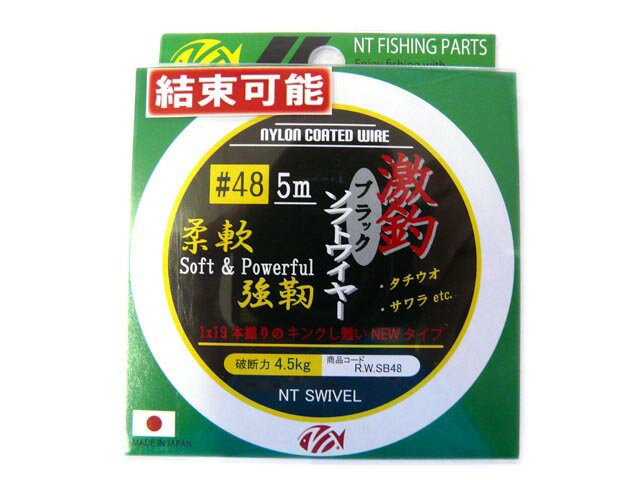 NT FISHING PARTS
Enjoy fishing with
結束可能
NYLON COATED WIRE
#48 5m
激釣
ブラック
ソフトワイヤー
柔軟
Soft & Powerful
強靭
・タチウオ
・サワラ etc.
1x19本撚りのキンクし難いNEWタイプ
破断力 4.5kg
商品コード
R.W.SB48
NT SWIVEL
MADE IN JAPAN